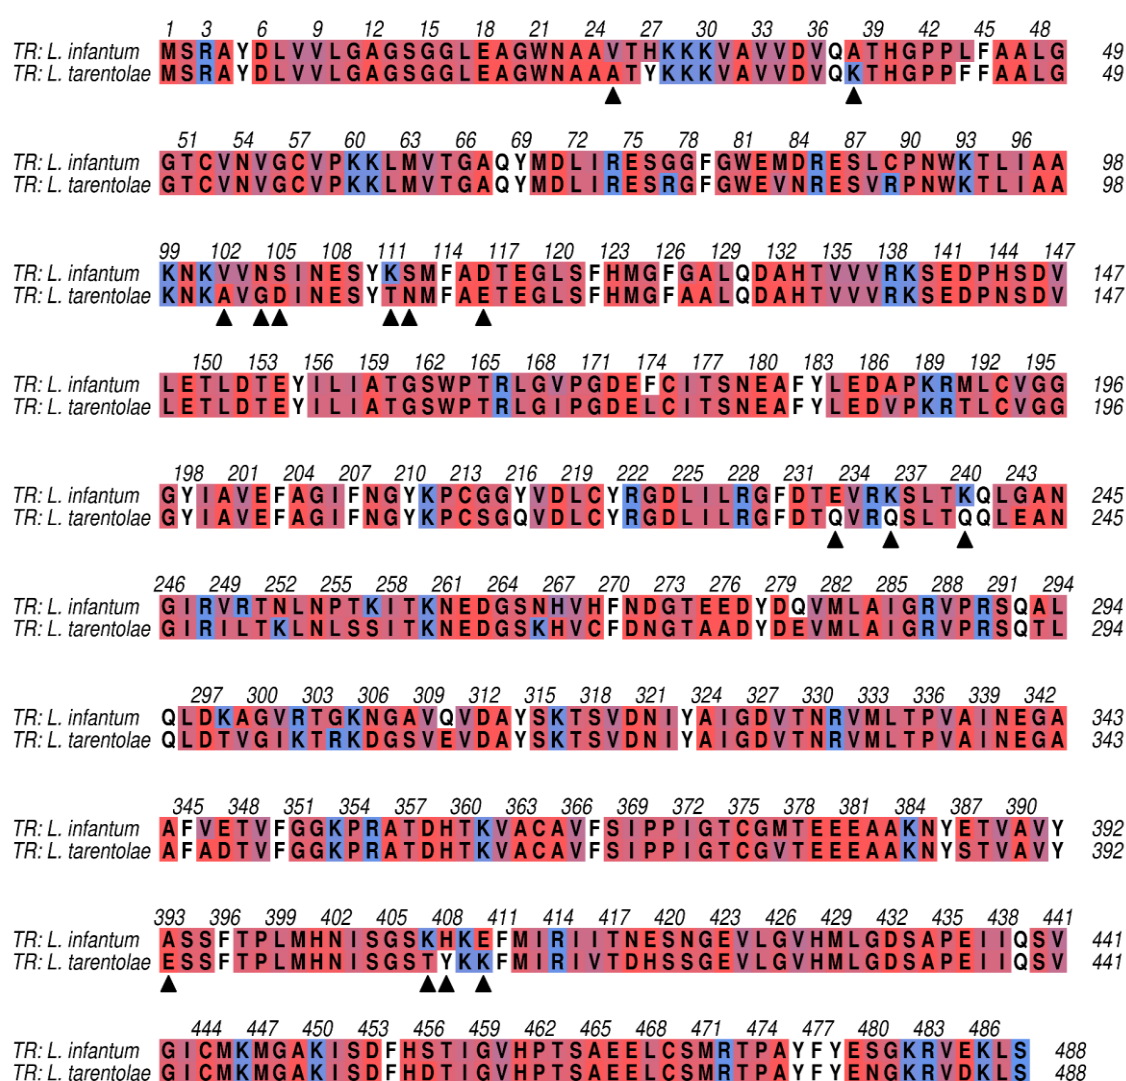 1 3 6 9 12 15 18 21 24 27 30 33 36 39 42 45 48
TR: L. infantum MSRAYDLVVLGAGSGGLEAGWNAAVTHKKKVAVVDVQATHGPPLFAALG 49
TR: L. tarentolae MSRAYDLVVLGAGSGGLEAGWNAAATYKKKVAVVDVQKTHGPPFFAALG 49
51 54 57 60 63 66 69 72 75 78 81 84 87 90 93 96
TR: L. infantum GTCVNVGCVPKKLMVTGAQYMDLIRESGGFGWEMDRESLCPNWKTLIAA 98
TR: L. tarentolae GTCVNVGCVPKKLMVTGAQYMDLIRESRGFGWEVNRESVRPNWKTLIAA 98
99 102 105 108 111 114 117 120 123 126 129 132 135 138 141 144 147
TR: L. infantum KNKVVNSINESYKSMFADTEGLSFHMGFGALQDAHTVVVRKSEDPHSDV 147
TR: L. tarentolae KNKAVGDINESYTNMFAETEGLSFHMGFAALQDAHTVVVRKSEDPNSDV 147
150 153 156 159 162 165 168 171 174 177 180 183 186 189 192 195
TR: L. infantum LETLDTEYILIATGSWPTRLGVPGDEFCITSNEAFYLEDAPKRMLCVGG 196
TR: L. tarentolae LETLDTEYILIATGSWPTRLGIPGDELCITSNEAFYLEDVPKRTLCVGG 196
198 201 204 207 210 213 216 219 222 225 228 231 234 237 240 243
TR: L. infantum GYIAVEFAGIFNGYKPCGGYVDLCYRGDLILRGFDTEVRKSLTKQLGAN 245
TR: L. tarentolae GYIAVEFAGIFNGYKPCSGQVDLCYRGDLILRGFDTQVRQSLTQQLEAN 245
246 249 252 255 258 261 264 267 270 273 276 279 282 285 288 291 294
TR: L. infantum GIRVRTNLNPTKITKNEDGSNHVHFNDGTEEDYDQVMLAIGRVPRSQAL 294
TR: L. tarentolae GIRILTKLNLSSITKNEDGSKHVCFDNGTAADYDEVMLAIGRVPRSQTL 294
297 300 303 306 309 312 315 318 321 324 327 330 333 336 339 342
TR: L. infantum QLDKAGVRTGKNGAVQVDAYSKTSVDNIYAIGDVTNRVMLTPVAINEGA 343
TR: L. tarentolae QLDTVGIKTRKDGSVEVDAYSKTSVDNIYAIGDVTNRVMLTPVAINEGA 343
345 348 351 354 357 360 363 366 369 372 375 378 381 384 387 390
TR: L. infantum AFVETVFGGKPRATDHTKVACAVFSIPPIGTCGMTEEEAAKNYETVAVY 392
TR: L. tarentolae AFADTVFGGKPRATDHTKVACAVFSIPPIGTCGVTEEEAAKNYSTVAVY 392
393 396 399 402 405 408 411 414 417 420 423 426 429 432 435 438 441
TR: L. infantum ASSFTPLMHNISGSKHKEFMIRIITNESNGEVLGVHMLGDSAPEIIQSV 441
TR: L. tarentolae ESSFTPLMHNISGSTYKKFMIRIVTDHSSGEVLGVHMLGDSAPEIIQSV 441
444 447 450 453 456 459 462 465 468 471 474 477 480 483 486
TR: L. infantum GICMKMGAKISDFHSTIGVHPTSAEELCSMRTPAYFYESGKRVEKLS 488
TR: L. tarentolae GICMKMGAKISDFHDTIGVHPTSAEELCSMRTPAYFYENGKRVDKLS 488